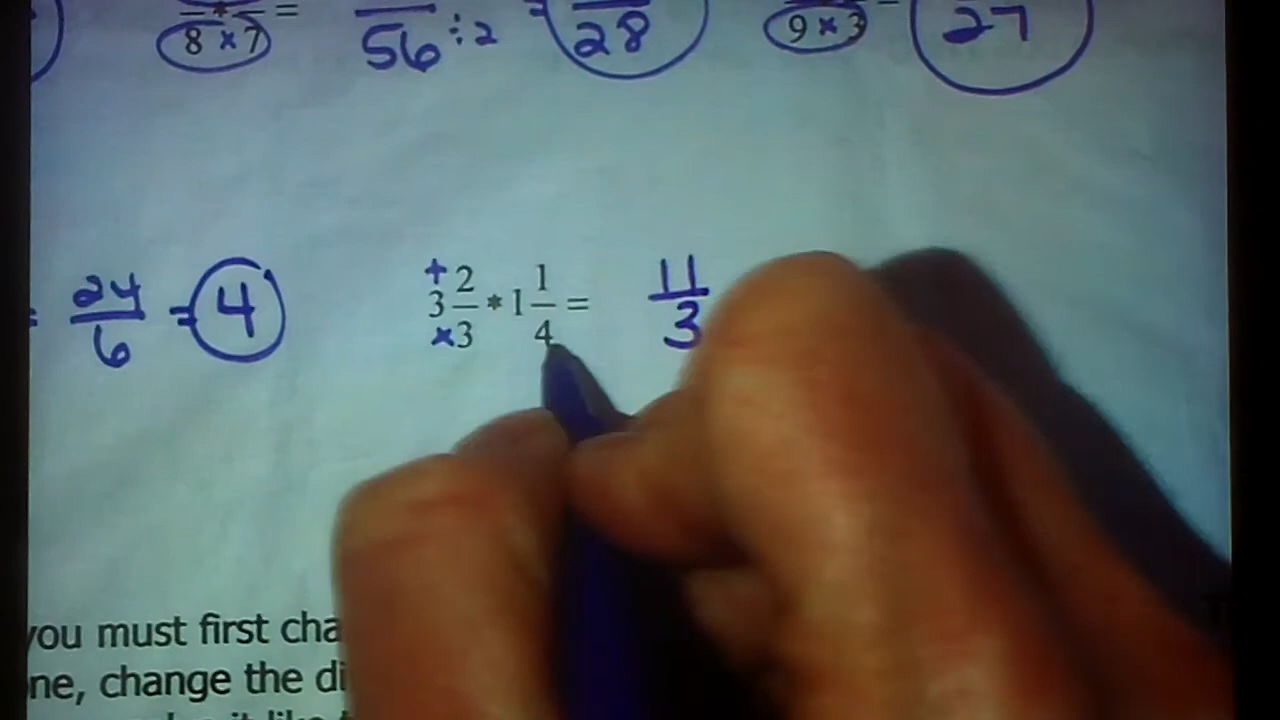 8 x 7 = 56 ÷ 2 = 28 9 x 3 = 27
= 24/6 = 4 + 3 2/3 x * 1 1/4 = 11/3
you must first cha
ne, change the di